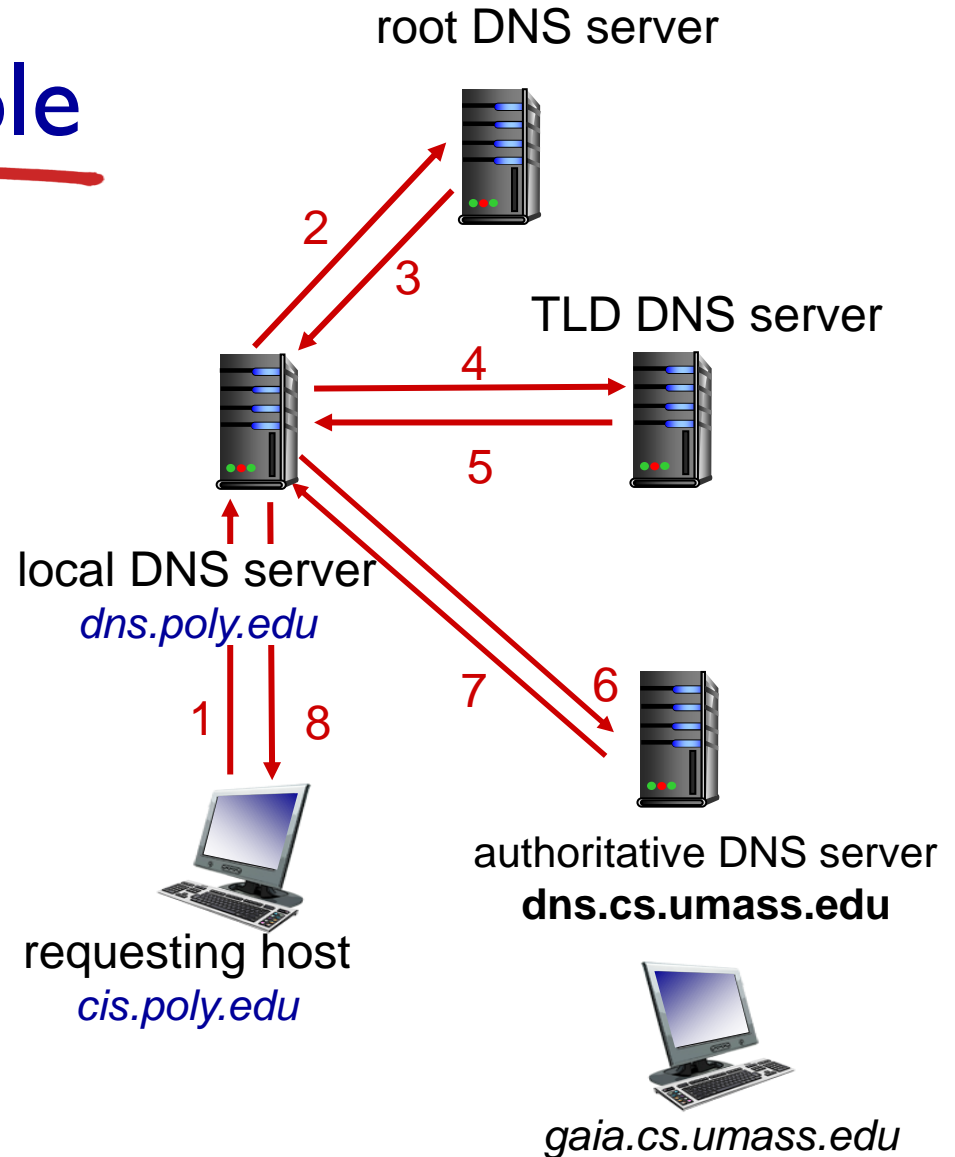 root DNS server
ole
2
3
TLD DNS server
4
5
local DNS server
dns.poly.edu
1
8
7
6
authoritative DNS server
dns.cs.umass.edu
requesting host
cis.poly.edu
gaia.cs.umass.edu